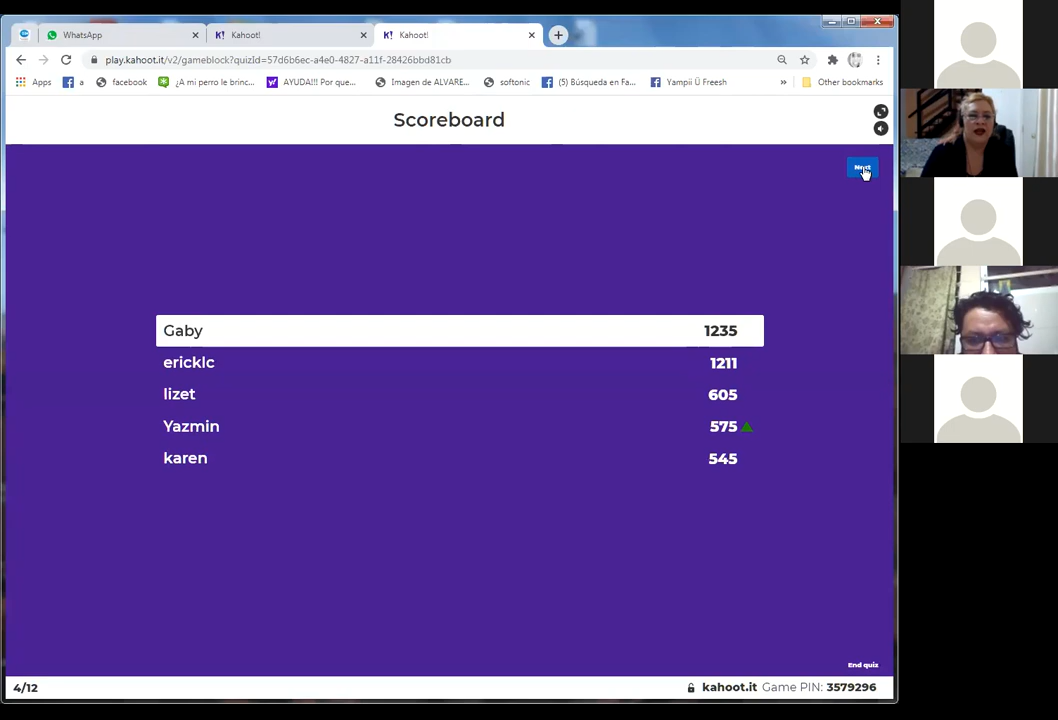 WhatsApp
Kahoot!
Kahoot!
play.kahoot.it/v2/gameblock?quizId=57d6b6ec-a4e0-4827-a11f-28426bbd81cb
Apps a facebook ¿A mi perro le brinc... AYUDA!!! Por que... Imagen de ALVARE... softonic (5) Búsqueda en Fa... Yampii Ü Freesh » Other bookmarks
Scoreboard
Next
Gaby 1235
ericklc 1211
lizet 605
Yazmin 575
karen 545
End quiz
4/12
kahoot.it Game PIN: 3579296